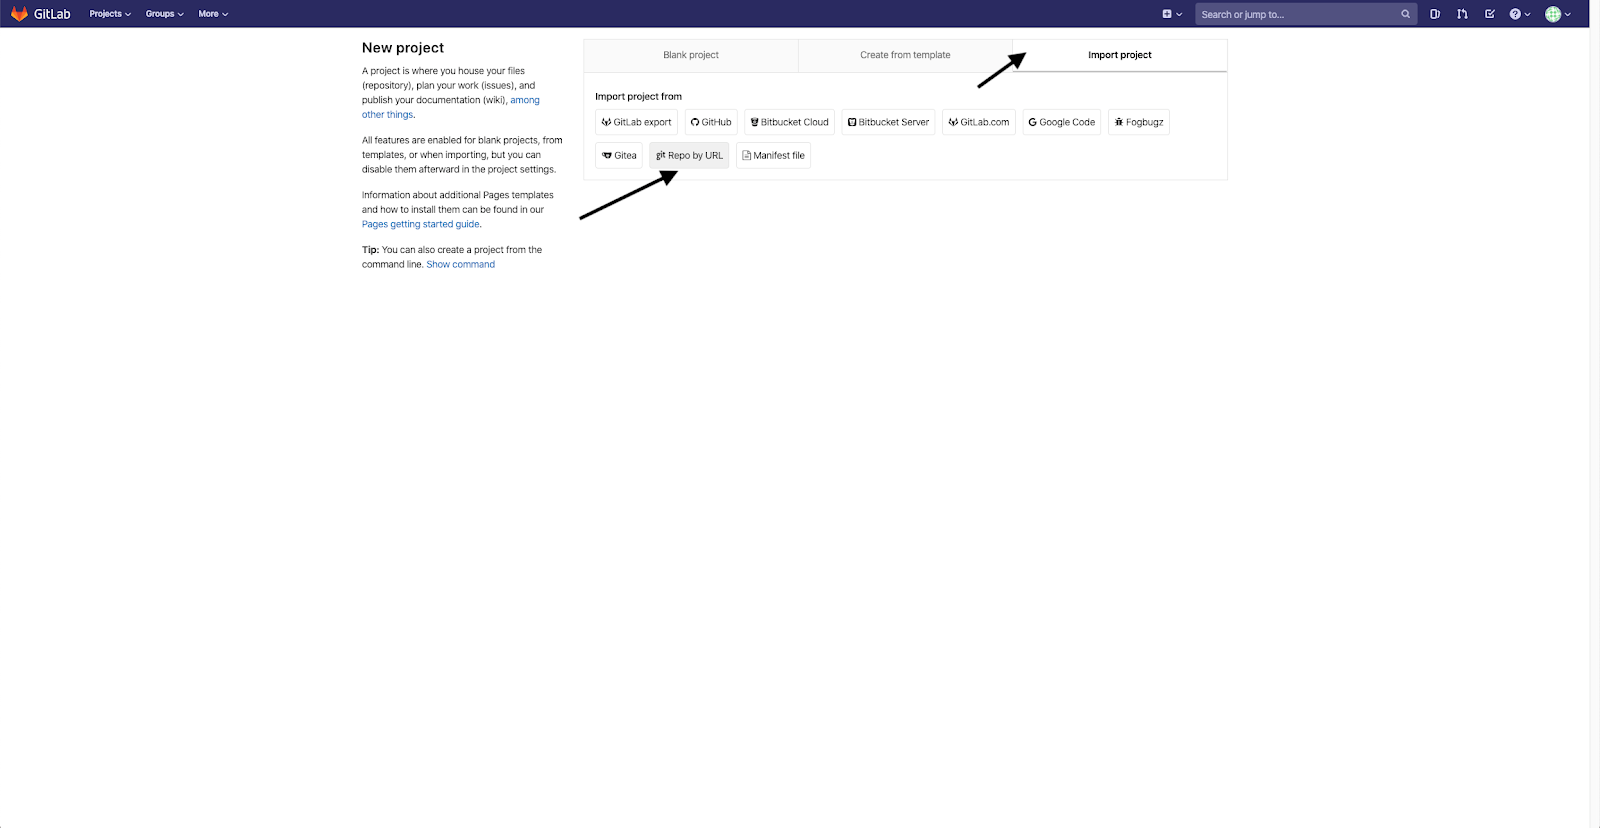 GitLab Projects Groups More Search or jump to...
New project
A project is where you house your files
(repository), plan your work (issues), and
publish your documentation (wiki), among
other things.
All features are enabled for blank projects, from
templates, or when importing, but you can
disable them afterward in the project settings.
Information about additional Pages templates
and how to install them can be found in our
Pages getting started guide.
Tip: You can also create a project from the
command line. Show command
Blank project Create from template Import project
Import project from
GitLab export GitHub Bitbucket Cloud Bitbucket Server GitLab.com Google Code Fogbugz
Gitea git Repo by URL Manifest file